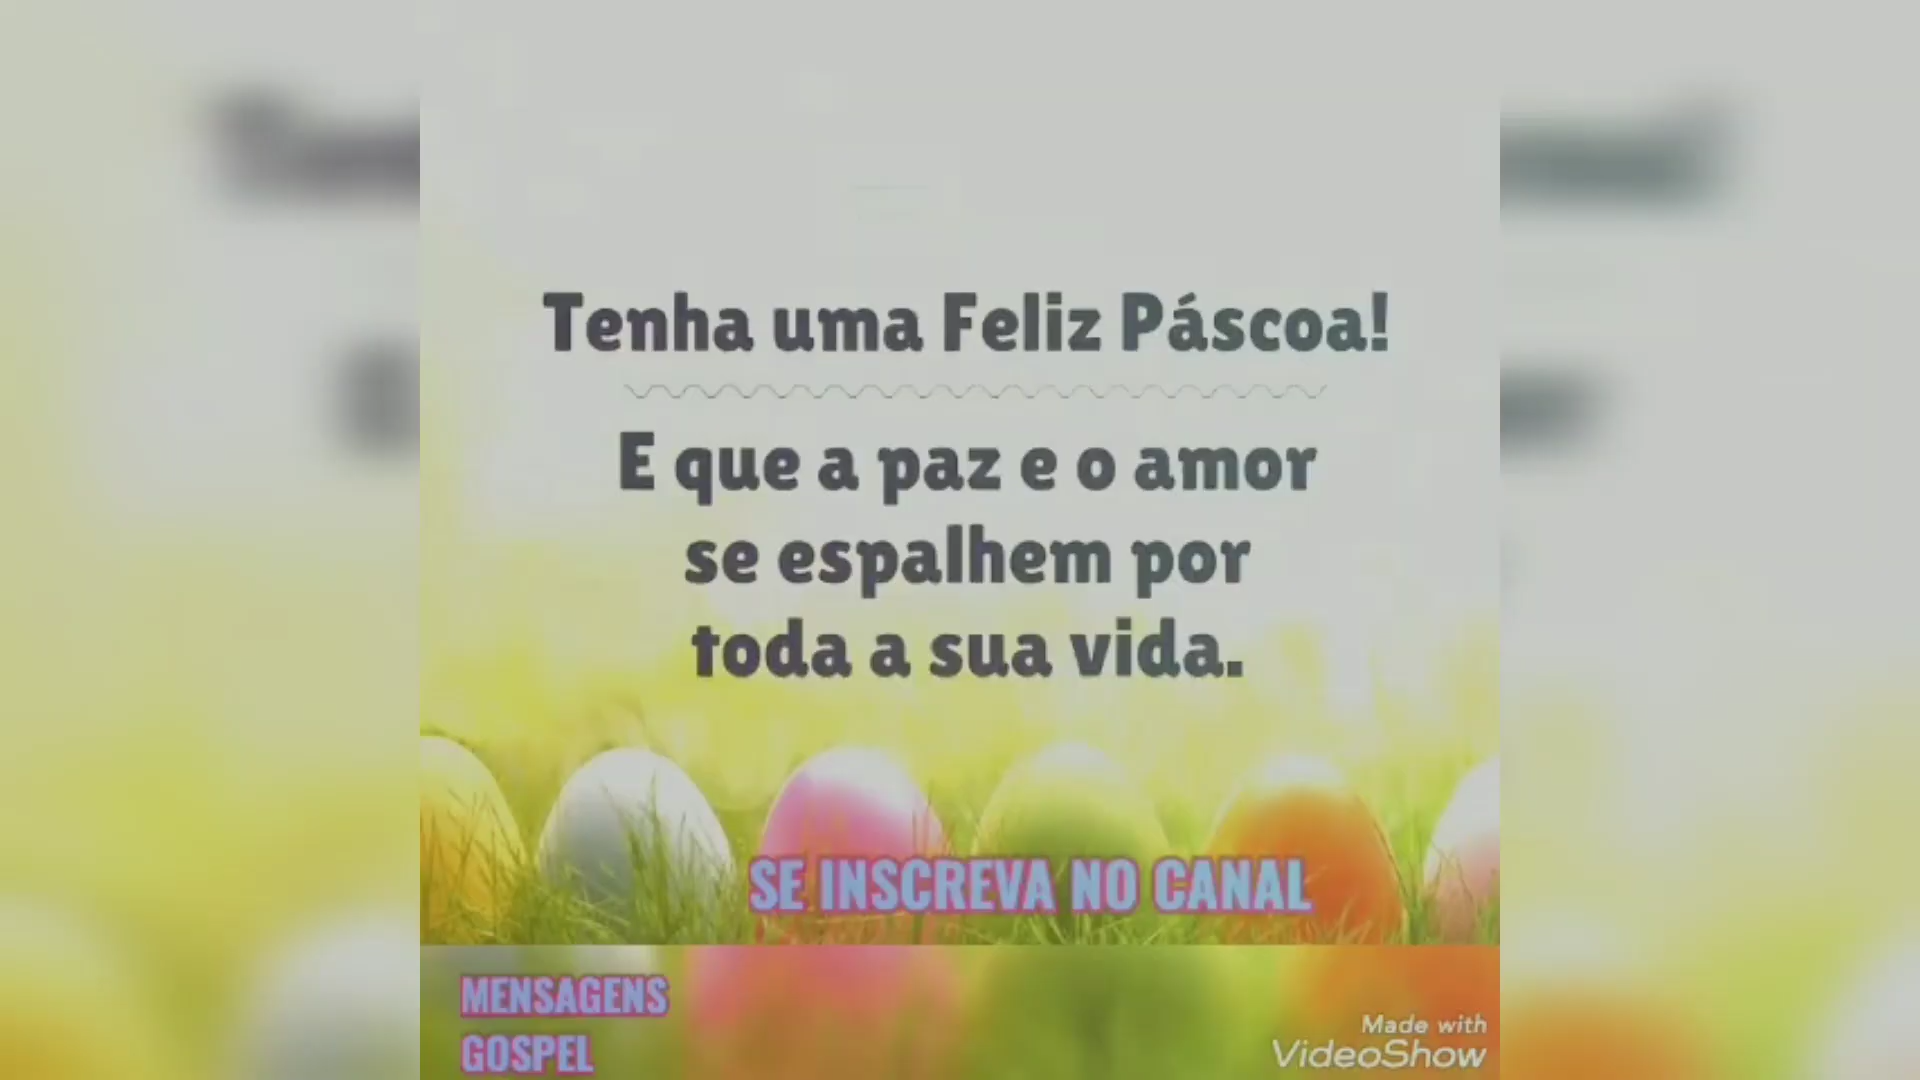 Tenha uma Feliz Páscoa!
E que a paz e o amor
se espalhem por
toda a sua vida.
SE INSCREVA NO CANAL
MENSAGENS
GOSPEL
Made with
VideoShow